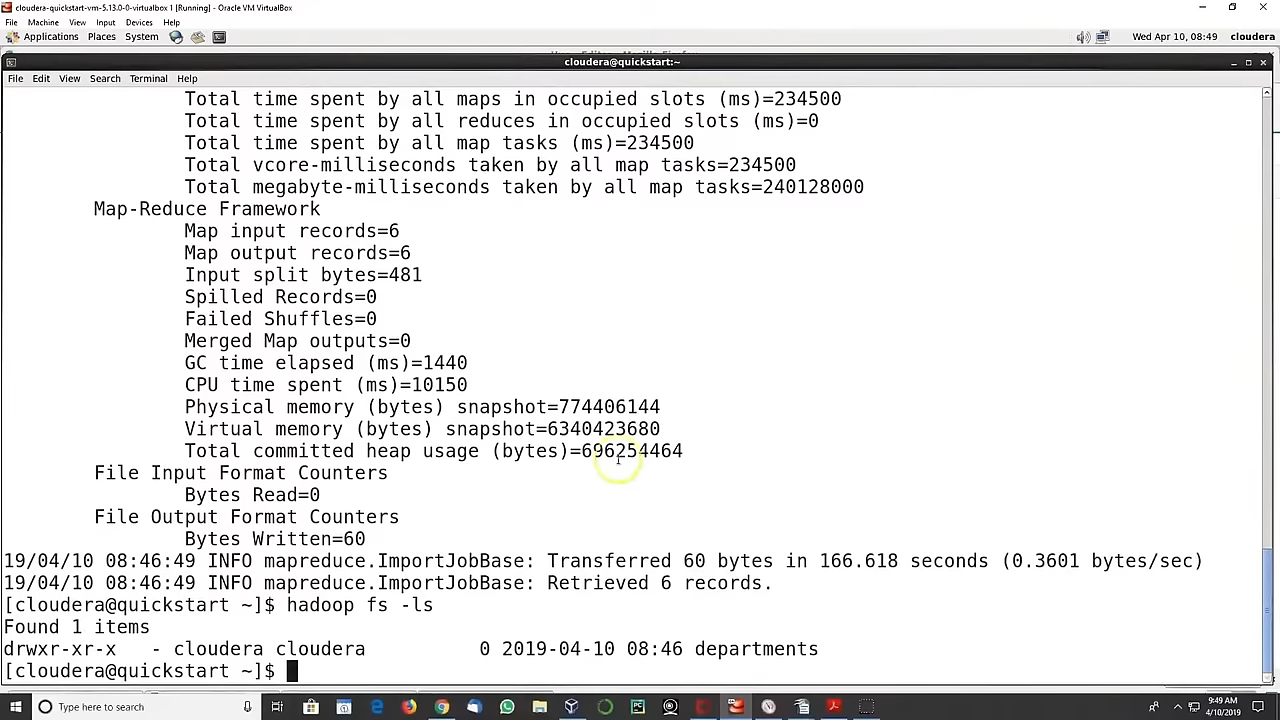 cloudera-quickstart-vm-5.13.0-0-virtualbox 1 [Running] - Oracle VM VirtualBox
File Machine View Input Devices Help
Applications Places System Wed Apr 10, 08:49 cloudera
cloudera@quickstart:~
File Edit View Search Terminal Help
Total time spent by all maps in occupied slots (ms)=234500
Total time spent by all reduces in occupied slots (ms)=0
Total time spent by all map tasks (ms)=234500
Total vcore-milliseconds taken by all map tasks=234500
Total megabyte-milliseconds taken by all map tasks=240128000
Map-Reduce Framework
Map input records=6
Map output records=6
Input split bytes=481
Spilled Records=0
Failed Shuffles=0
Merged Map outputs=0
GC time elapsed (ms)=1440
CPU time spent (ms)=10150
Physical memory (bytes) snapshot=774406144
Virtual memory (bytes) snapshot=6340423680
Total committed heap usage (bytes)=696254464
File Input Format Counters
Bytes Read=0
File Output Format Counters
Bytes Written=60
19/04/10 08:46:49 INFO mapreduce.ImportJobBase: Transferred 60 bytes in 166.618 seconds (0.3601 bytes/sec)
19/04/10 08:46:49 INFO mapreduce.ImportJobBase: Retrieved 6 records.
[cloudera@quickstart ~]$ hadoop fs -ls
Found 1 items
drwxr-xr-x - cloudera cloudera 0 2019-04-10 08:46 departments
[cloudera@quickstart ~]$
Type here to search
9:49 AM
4/10/2019